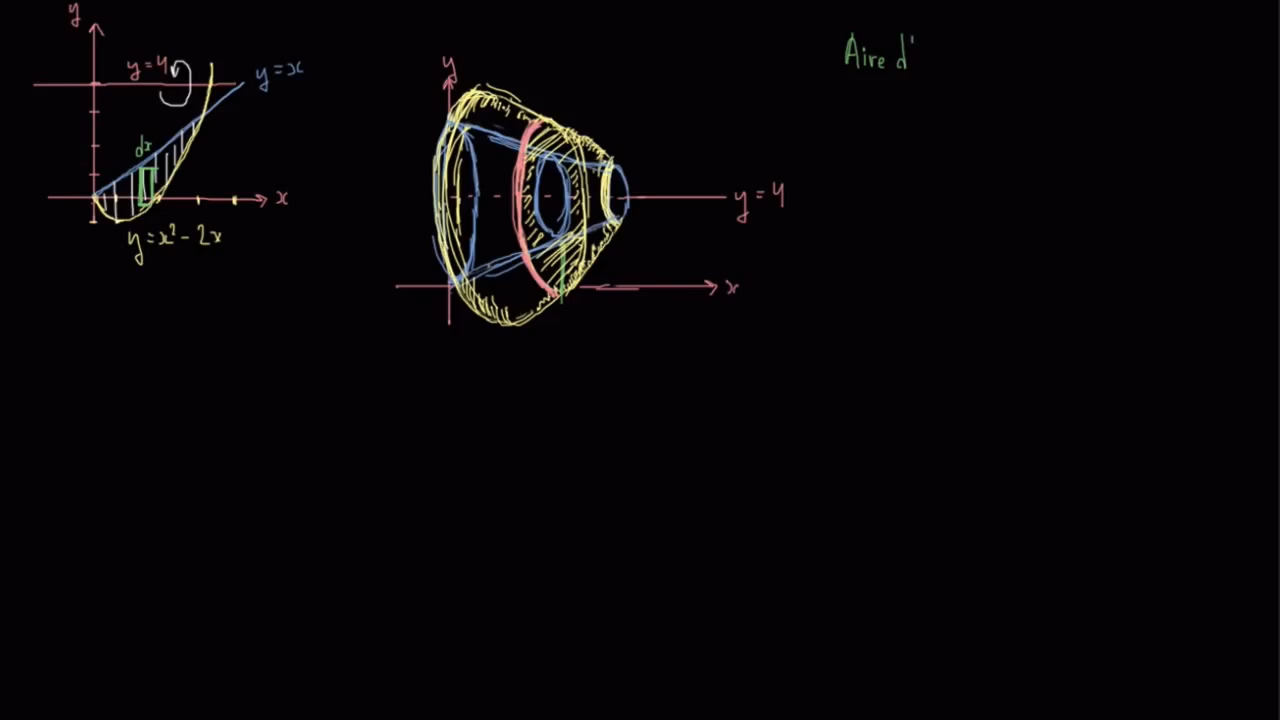 y
y = 4
y = x
dx
x
y = x² - 2x
y
y = 4
x
Aire d'